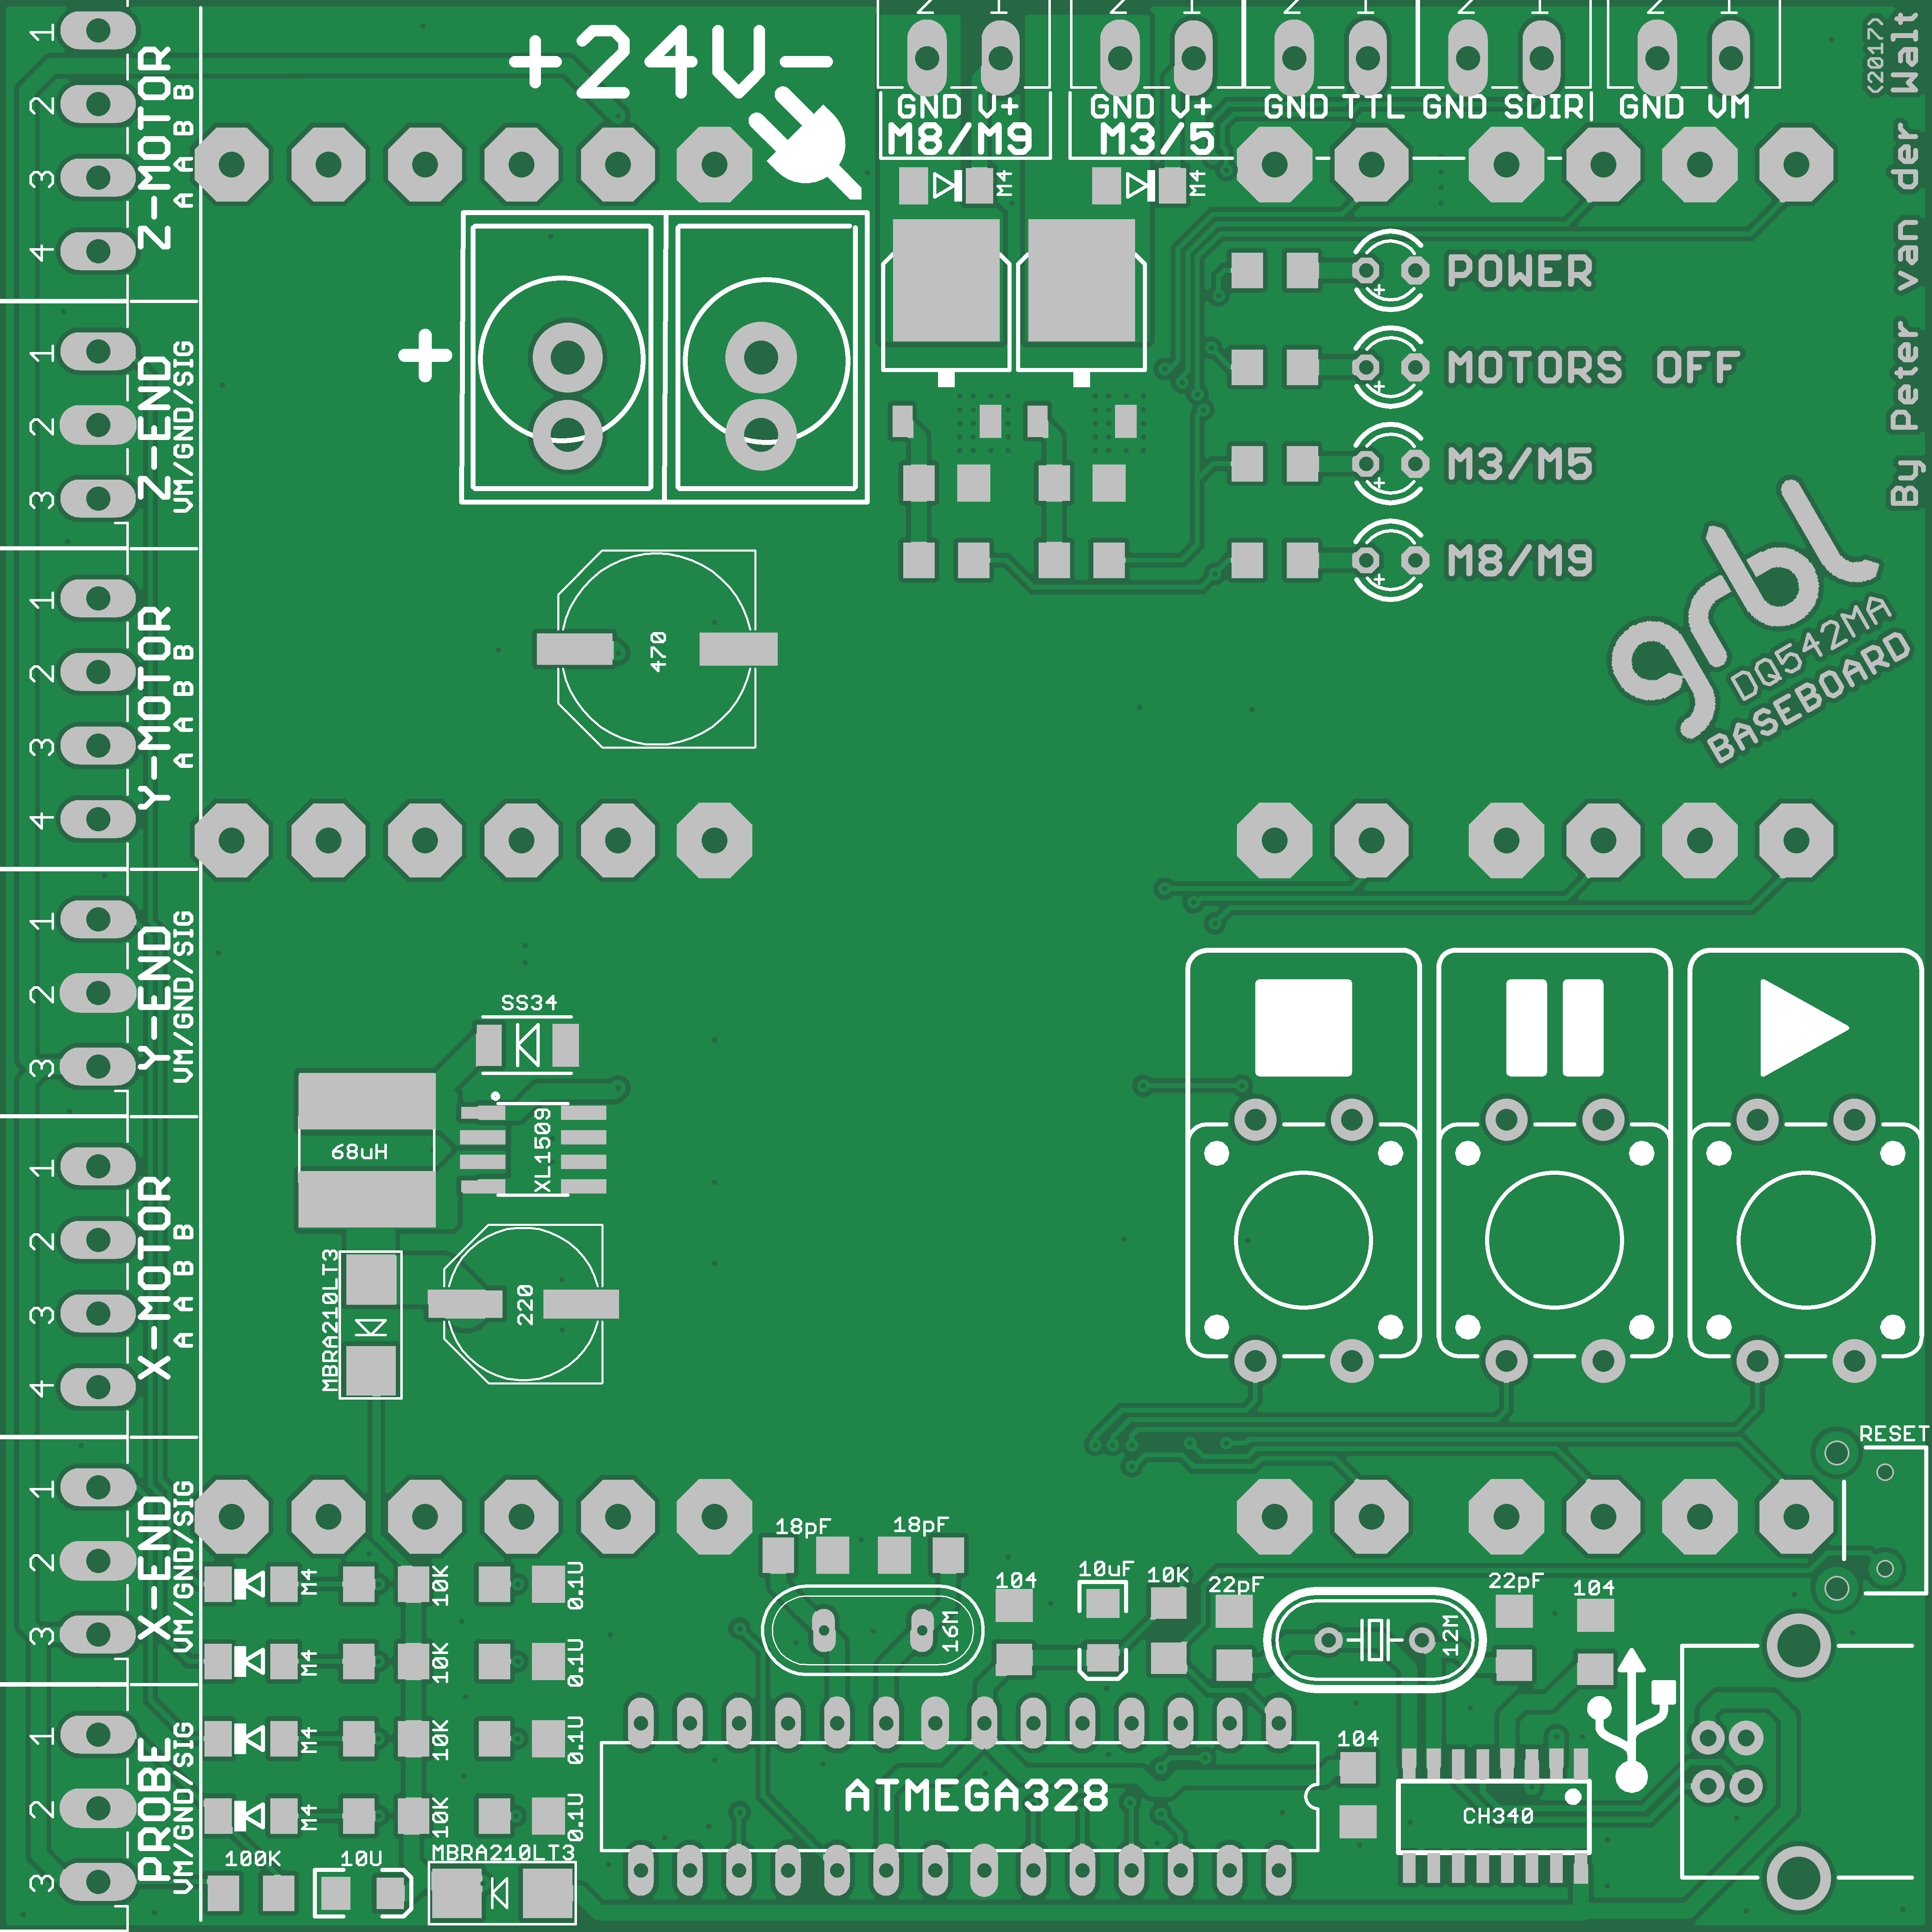 +24V-
2 1
2 1
2 1
2 1
2 1
GND V+
M8/M9
GND V+
M3/5
GND TTL
GND SDIR
GND VM
M4
M4
+
+
POWER
+
MOTORS OFF
+
M3/M5
+
M8/M9
(2017)
By Peter van der Walt
grbl
DQ542MA
BASEBOARD
1 2 3 4
Z-MOTOR
A A B B
1 2 3
Z-END
VM/GND/SIG
1 2 3 4
Y-MOTOR
A A B B
1 2 3
Y-END
VM/GND/SIG
1 2 3 4
X-MOTOR
A A B B
1 2 3
X-END
VM/GND/SIG
1 2 3
PROBE
VM/GND/SIG
470
SS34
68uH
XL1509
MBRA210LT3
220
RESET
18pF
18pF
16M
104
10uF
10K
22pF
12M
22pF
104
M4 10K 0.1U
M4 10K 0.1U
M4 10K 0.1U
M4 10K 0.1U
104
ATMEGA328
CH340
100K
10U
MBRA210LT3